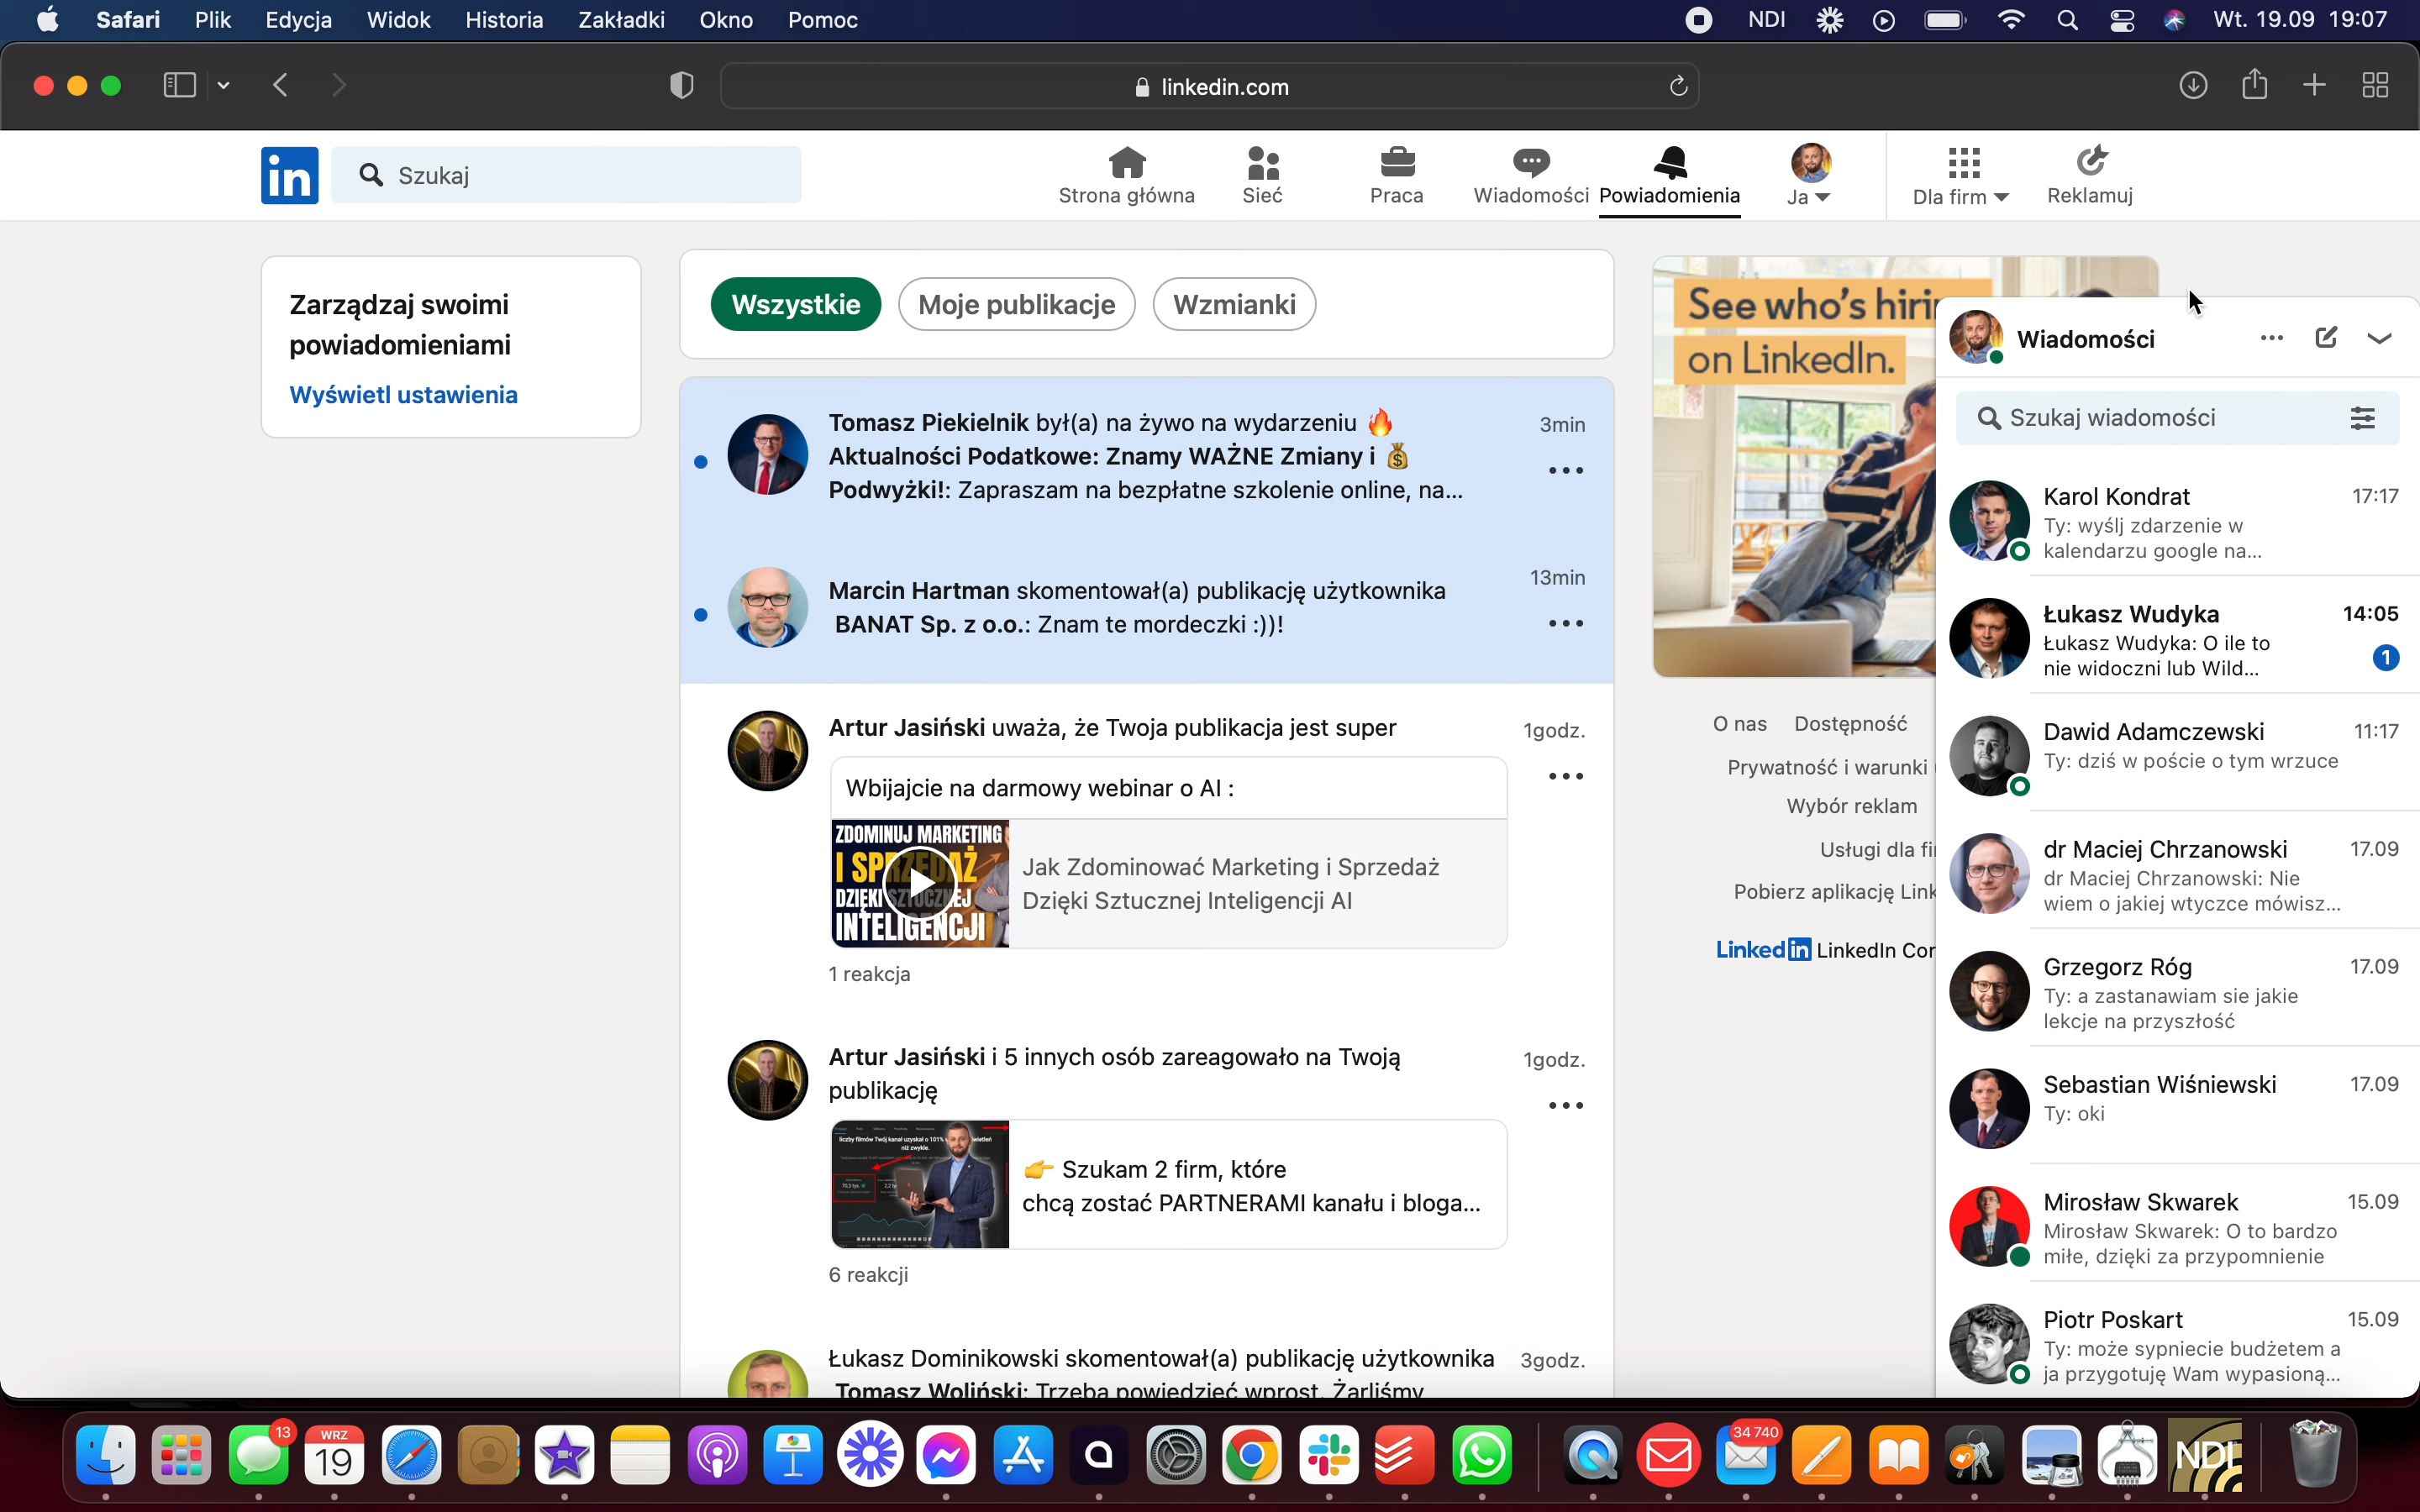 Safari Plik Edycja Widok Historia Zakładki Okno Pomoc NDI Wt. 19.09 19:07
linkedin.com
in Szukaj Strona główna Sieć Praca Wiadomości Powiadomienia Ja Dla firm Reklamuj
Zarządzaj swoimi
powiadomieniami
Wyświetl ustawienia
Wszystkie Moje publikacje Wzmianki
Tomasz Piekielnik był(a) na żywo na wydarzeniu 🔥
3min
Aktualności Podatkowe: Znamy WAŻNE Zmiany i 💰
Podwyżki!: Zapraszam na bezpłatne szkolenie online, na...
13min
Marcin Hartman skomentował(a) publikację użytkownika
BANAT Sp. z o.o.: Znam te mordeczki :))!
Artur Jasiński uważa, że Twoja publikacja jest super
1godz.
Wbijajcie na darmowy webinar o AI :
ZDOMINUJ MARKETING
I SPRZEDAŻ
DZIĘKI SZTUCZNEJ
INTELIGENCJI
Jak Zdominować Marketing i Sprzedaż
Dzięki Sztucznej Inteligencji AI
1 reakcja
Artur Jasiński i 5 innych osób zareagowało na Twoją
publikację
1godz.
👉 Szukam 2 firm, które
chcą zostać PARTNERAMI kanału i bloga...
6 reakcji
Łukasz Dominikowski skomentował(a) publikację użytkownika
3godz.
Tomasz Woliński: Trzeba powiedzieć wprost. Żarliśmy
See who's hiri
on LinkedIn.
O nas Dostępność
Prywatność i warunki
Wybór reklam
Usługi dla fi
Pobierz aplikację Link
Linked in LinkedIn Cor
Wiadomości
Szukaj wiadomości
Karol Kondrat 17:17
Ty: wyślij zdarzenie w
kalendarzu google na...
Łukasz Wudyka 14:05
Łukasz Wudyka: O ile to
nie widoczni lub Wild...
1
Dawid Adamczewski 11:17
Ty: dziś w poście o tym wrzuce
dr Maciej Chrzanowski 17.09
dr Maciej Chrzanowski: Nie
wiem o jakiej wtyczce mówisz...
Grzegorz Róg 17.09
Ty: a zastanawiam sie jakie
lekcje na przyszłość
Sebastian Wiśniewski 17.09
Ty: oki
Mirosław Skwarek 15.09
Mirosław Skwarek: O to bardzo
miłe, dzięki za przypomnienie
Piotr Poskart 15.09
Ty: może sypniecie budżetem a
ja przygotuję Wam wypasioną...
13
WRZ
19
34 740
NDI